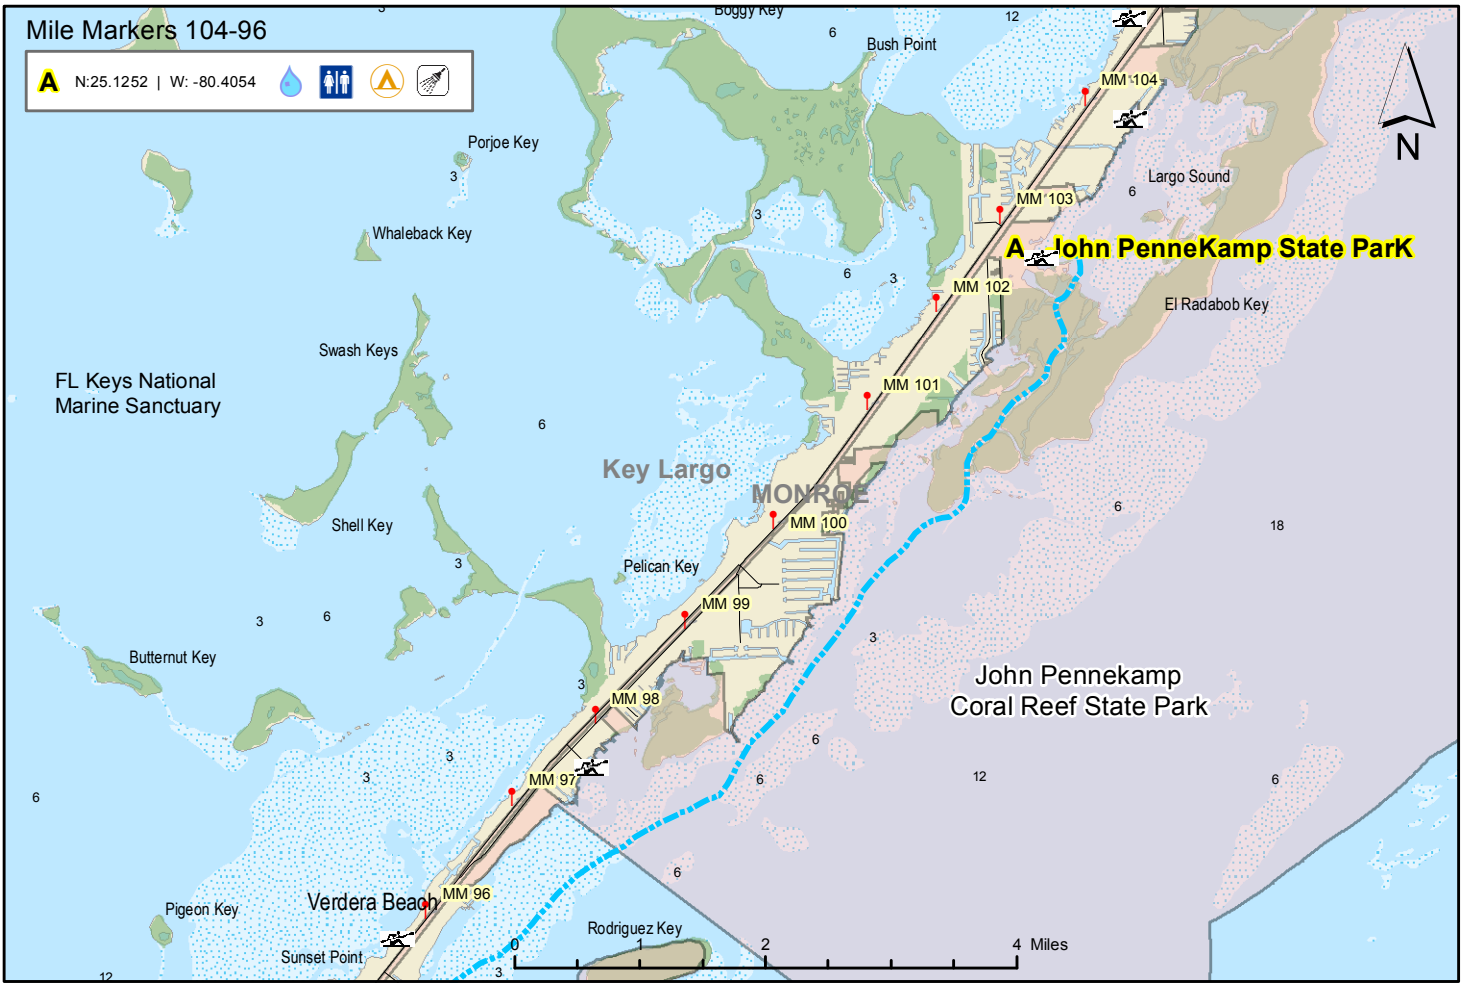 Mile Markers 104-96
A N:25.1252 | W: -80.4054
3
Boggy Key
12
6
Bush Point
MM 104
N
Porjoe Key
3
Largo Sound
6
MM 103
3
Whaleback Key
A John PenneKamp State ParK
6
3
MM 102
El Radabob Key
Swash Keys
FL Keys National
Marine Sanctuary
MM 101
6
Key Largo
MONROE
6
18
Shell Key
MM 100
3
Pelican Key
MM 99
3
6
3
Butternut Key
John Pennekamp
Coral Reef State Park
3
MM 98
6
3
3
MM 97
6
12
6
6
6
Verdera Beach
MM 96
Pigeon Key
Rodriguez Key
Sunset Point
0 1 2 4 Miles
12
3